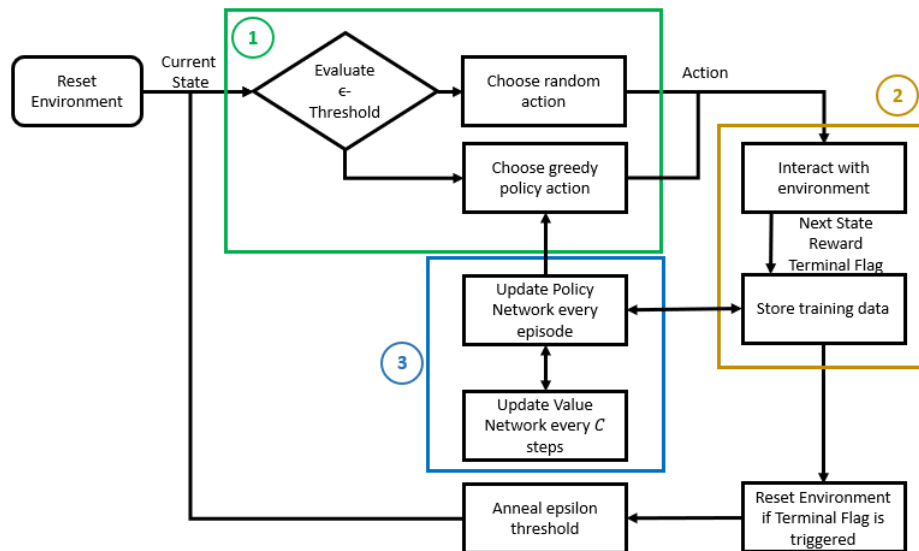 1
Current
State
Reset
Environment
Evaluate
ϵ-
Threshold
Choose random
action
Action
2
Choose greedy
policy action
Interact with
environment
Next State
Reward
Terminal Flag
Update Policy
Network every
episode
Store training data
3
Update Value
Network every C
steps
Anneal epsilon
threshold
Reset Environment
if Terminal Flag is
triggered